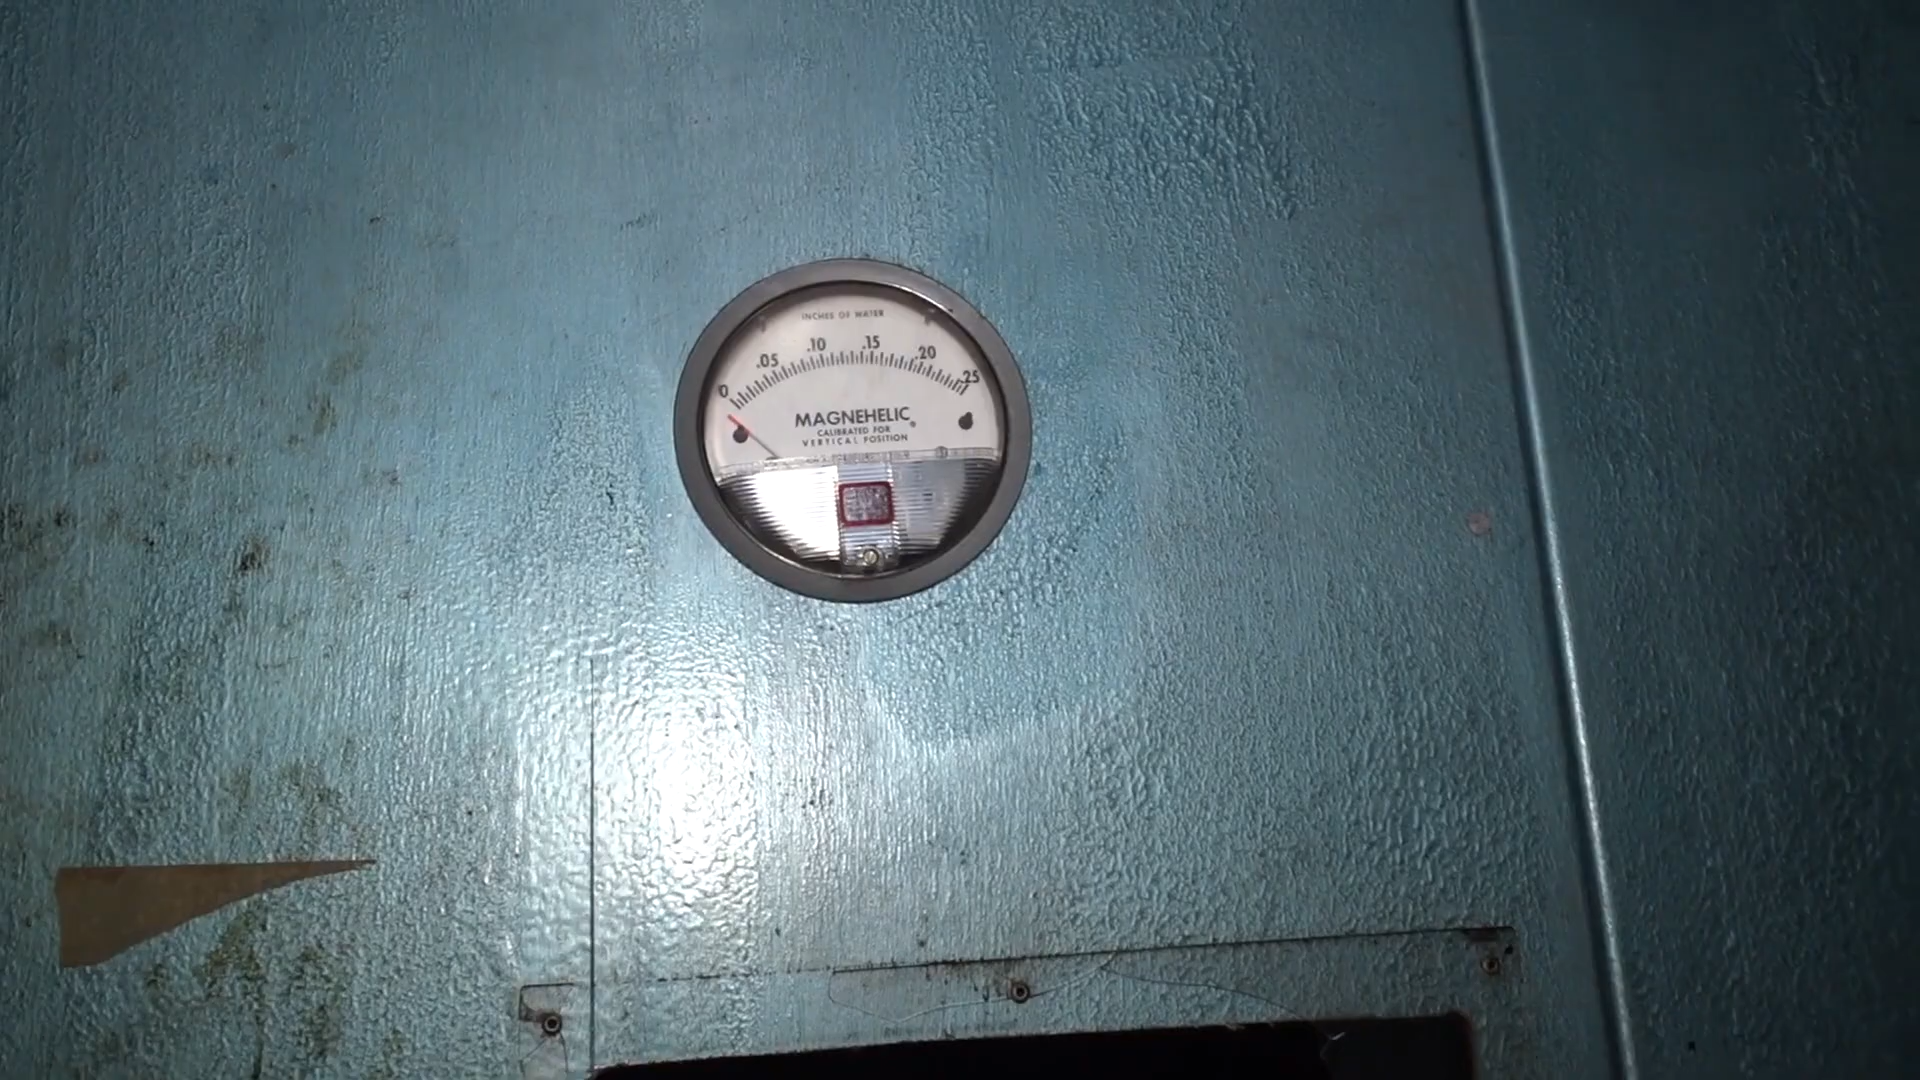 INCHES OF WATER
0 .05 .10 .15 .20 .25
MAGNEHELIC®
CALIBRATED FOR
VERTICAL POSITION